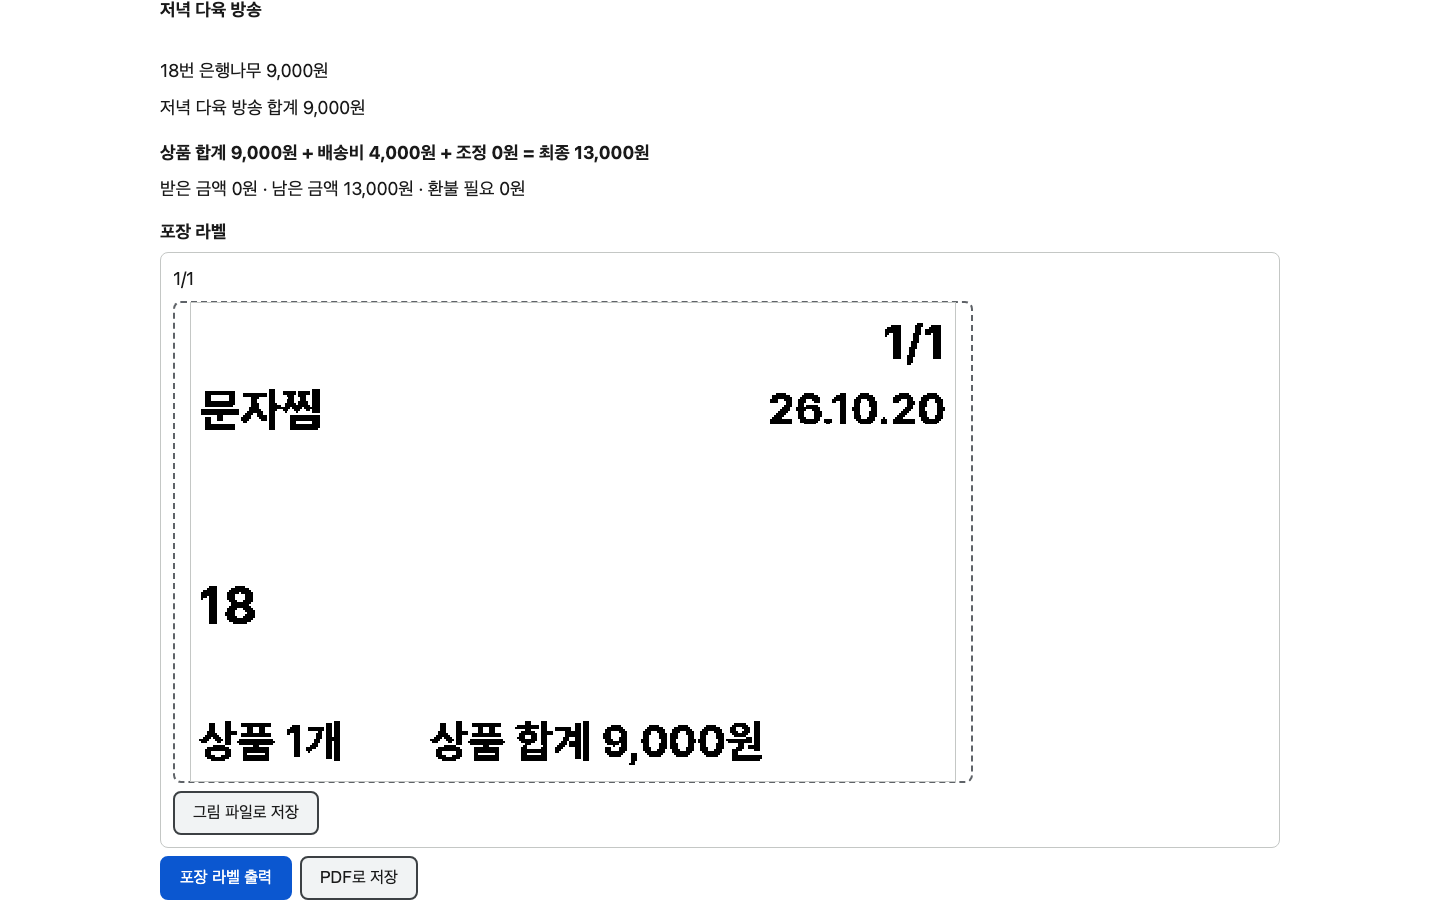 저녁 다육 방송
18번 은행나무 9,000원
저녁 다육 방송 합계 9,000원
상품 합계 9,000원 + 배송비 4,000원 + 조정 0원 = 최종 13,000원
받은 금액 0원 · 남은 금액 13,000원 · 환불 필요 0원
포장 라벨
1/1
1/1
문자찜 26.10.20
18
상품 1개 상품 합계 9,000원
그림 파일로 저장
포장 라벨 출력 PDF로 저장